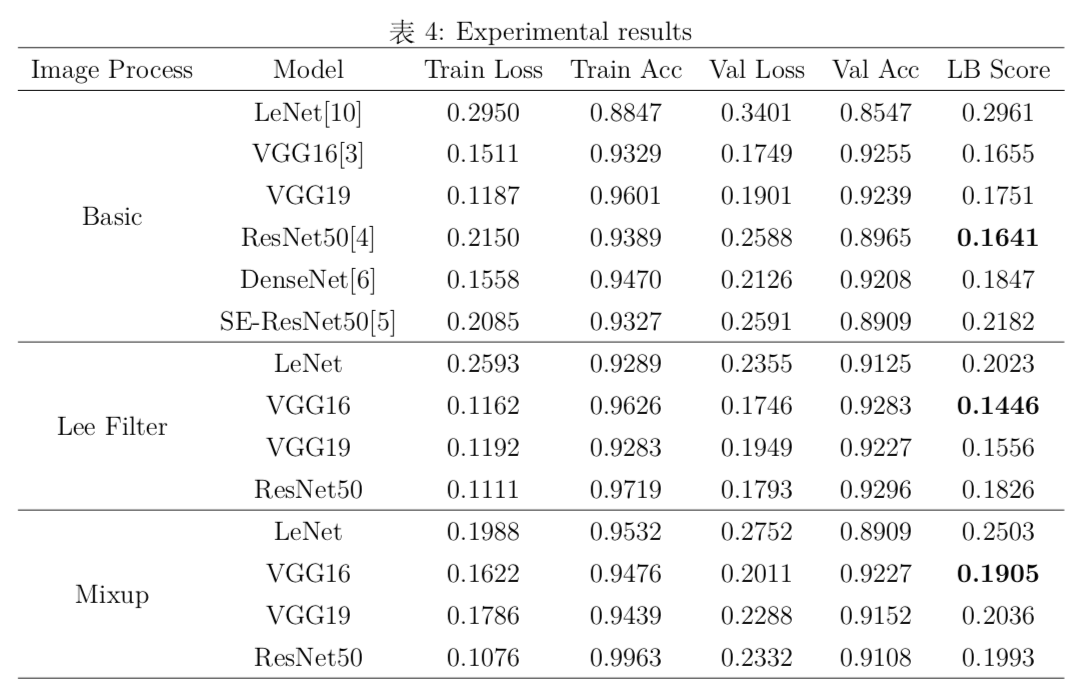 表 4: Experimental results
Image Process Model Train Loss Train Acc Val Loss Val Acc LB Score
LeNet[10] 0.2950 0.8847 0.3401 0.8547 0.2961
VGG16[3] 0.1511 0.9329 0.1749 0.9255 0.1655
VGG19 0.1187 0.9601 0.1901 0.9239 0.1751
Basic
ResNet50[4] 0.2150 0.9389 0.2588 0.8965 0.1641
DenseNet[6] 0.1558 0.9470 0.2126 0.9208 0.1847
SE-ResNet50[5] 0.2085 0.9327 0.2591 0.8909 0.2182
LeNet 0.2593 0.9289 0.2355 0.9125 0.2023
VGG16 0.1162 0.9626 0.1746 0.9283 0.1446
Lee Filter
VGG19 0.1192 0.9283 0.1949 0.9227 0.1556
ResNet50 0.1111 0.9719 0.1793 0.9296 0.1826
LeNet 0.1988 0.9532 0.2752 0.8909 0.2503
VGG16 0.1622 0.9476 0.2011 0.9227 0.1905
Mixup
VGG19 0.1786 0.9439 0.2288 0.9152 0.2036
ResNet50 0.1076 0.9963 0.2332 0.9108 0.1993